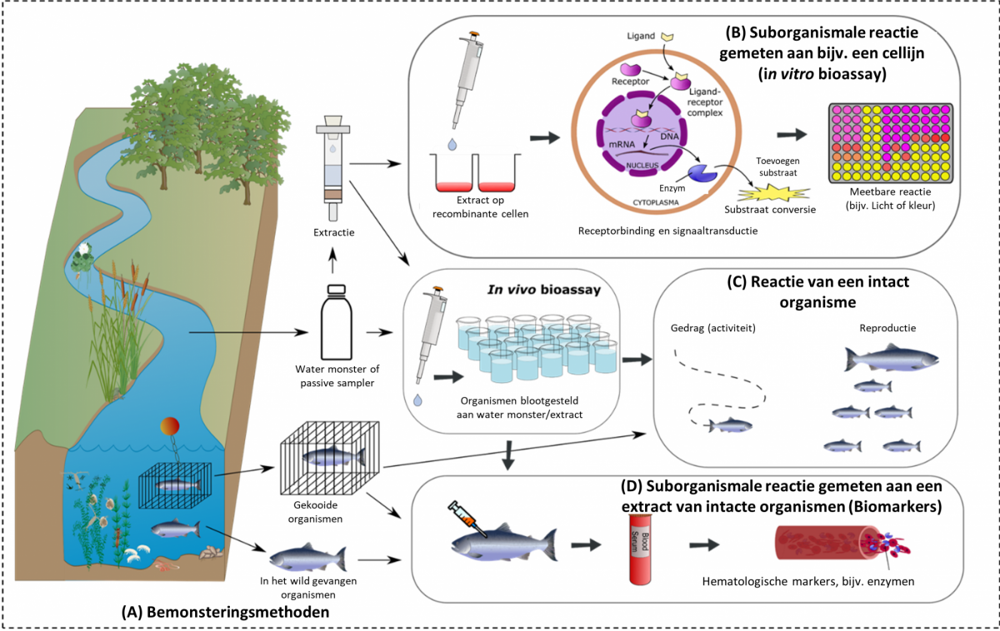 (B) Suborganismale reactie
gemeten aan bijv. een cellijn
(in vitro bioassay)
Ligand
Receptor
Ligand-
receptor
complex
DNA
mRNA
NUCLEUS
Enzym
CYTOPLASMA
Toevoegen
substraat
Substraat conversie
Extract op
recombinante cellen
Receptorbinding en signaaltransductie
Meetbare reactie
(bijv. Licht of kleur)
Extractie
Water monster of
passive sampler
In vivo bioassay
Organismen blootgesteld
aan water monster/extract
(C) Reactie van een intact
organisme
Gedrag (activiteit)
Reproductie
Gekooide
organismen
In het wild gevangen
organismen
(D) Suborganismale reactie gemeten aan een
extract van intacte organismen (Biomarkers)
Blood
Serum
Hematologische markers, bijv. enzymen
(A) Bemonsteringsmethoden